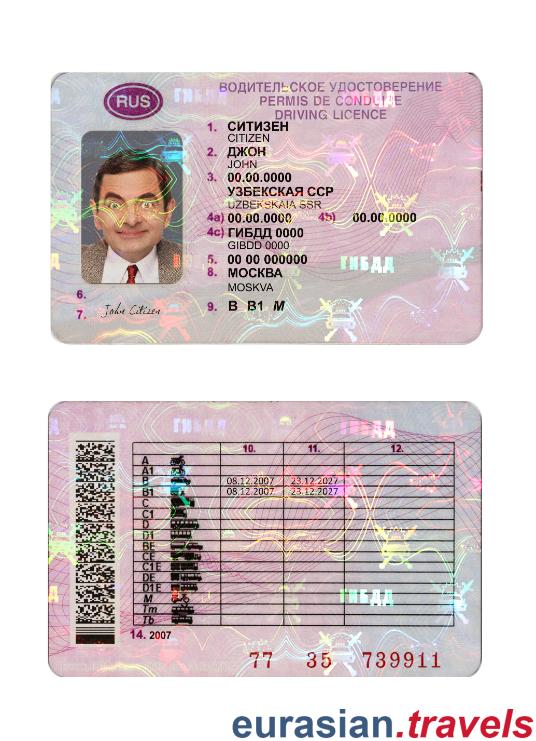 RUS
ВОДИТЕЛЬСКОЕ УДОСТОВЕРЕНИЕ
PERMIS DE CONDUIRE
DRIVING LICENCE
1. СИТИЗЕН
CITIZEN
2. ДЖОН
JOHN
3. 00.00.0000
УЗБЕКСКАЯ ССР
UZBEKSKAIA SSR
4a) 00.00.0000 4b) 00.00.0000
4c) ГИБДД 0000
GIBDD 0000
5. 00 00 000000
8. МОСКВА
MOSKVA
6.
7. John Citizen
9. B B1 M
ГИБДД
10. 11. 12.
A
A1
B 08.12.2007 23.12.2027
B1 08.12.2007 23.12.2027
C
C1
D
D1
BE
CE
C1E
DE
D1E
M
Tm
Tb
ГИБДД
14. 2007
77 35 739911
eurasian.travels